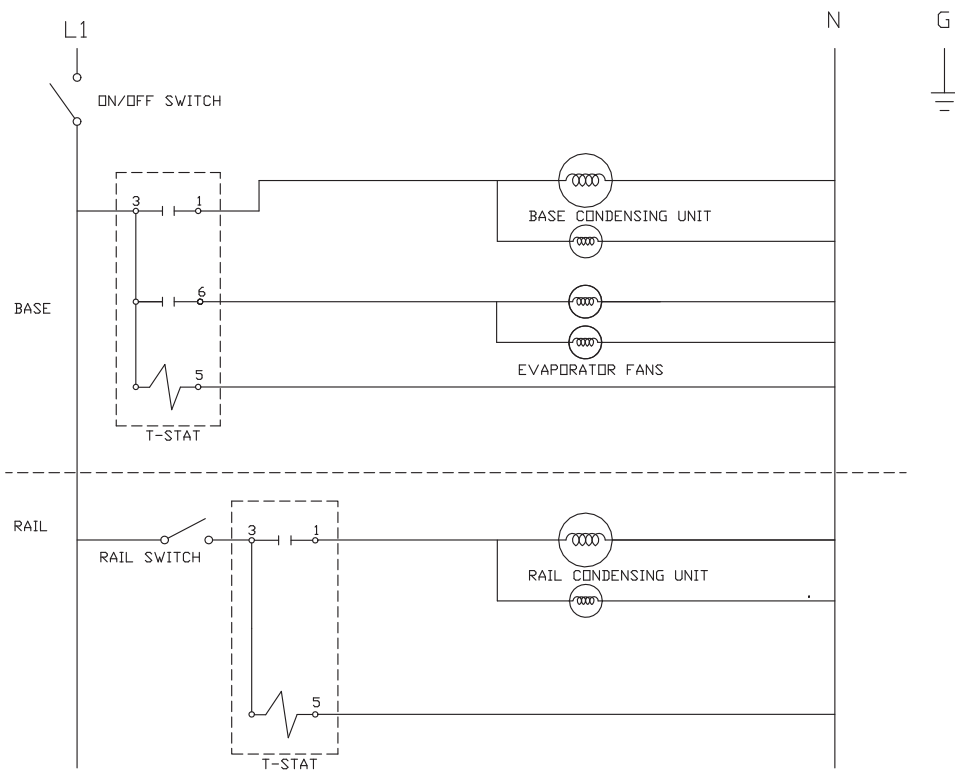 L1
N
G
ON/OFF SWITCH
3
1
BASE CONDENSING UNIT
6
BASE
EVAPORATOR FANS
5
T-STAT
RAIL
3
1
RAIL SWITCH
RAIL CONDENSING UNIT
5
T-STAT